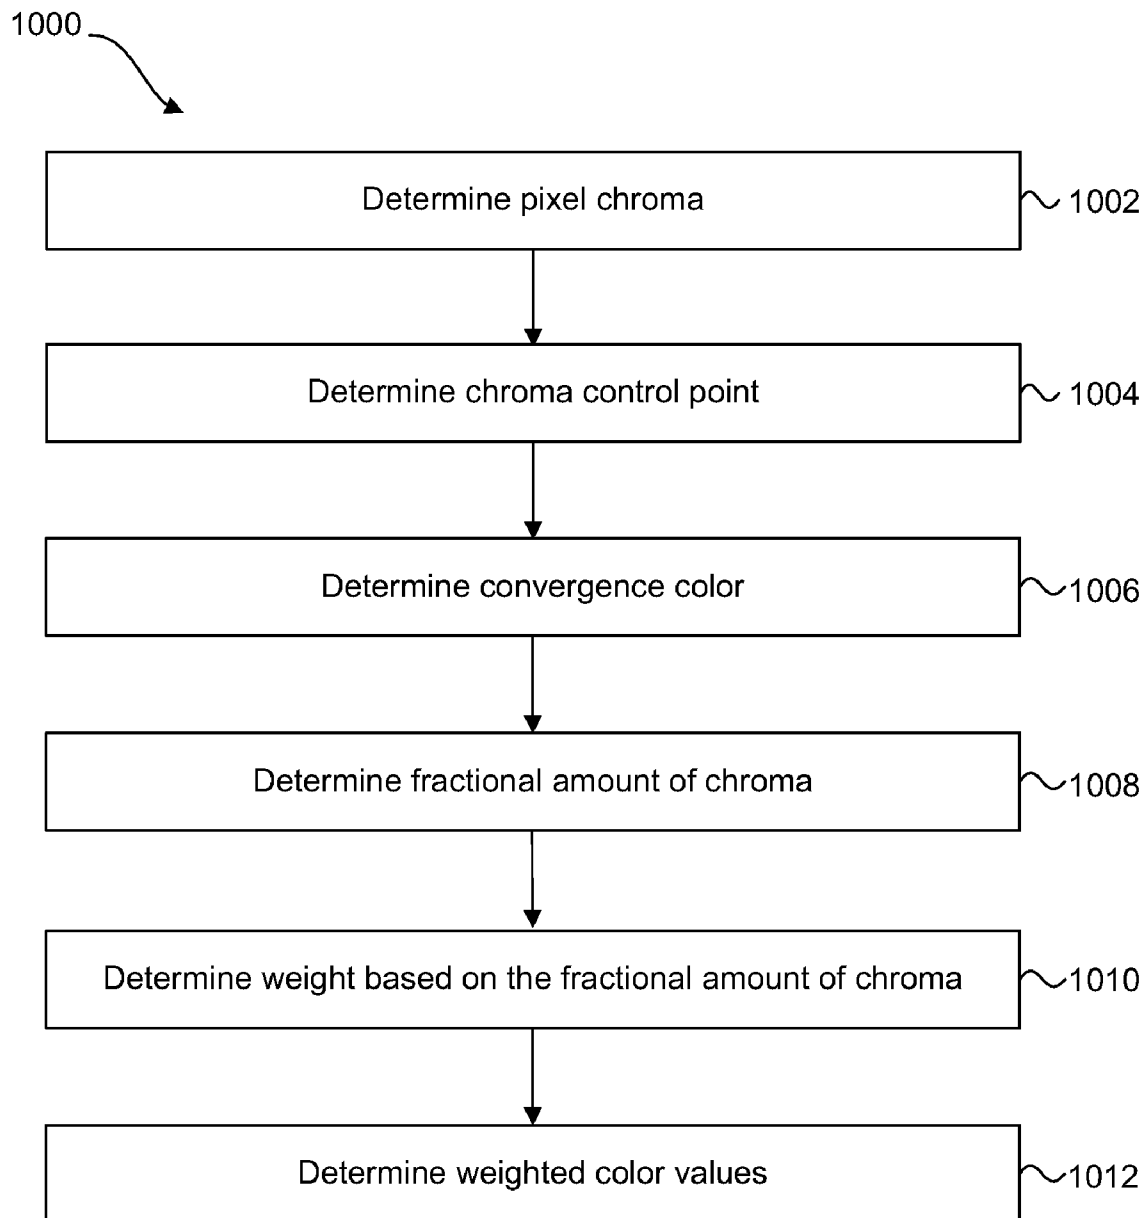 1000
Determine pixel chroma
1002
Determine chroma control point
1004
Determine convergence color
1006
Determine fractional amount of chroma
1008
Determine weight based on the fractional amount of chroma
1010
Determine weighted color values
1012